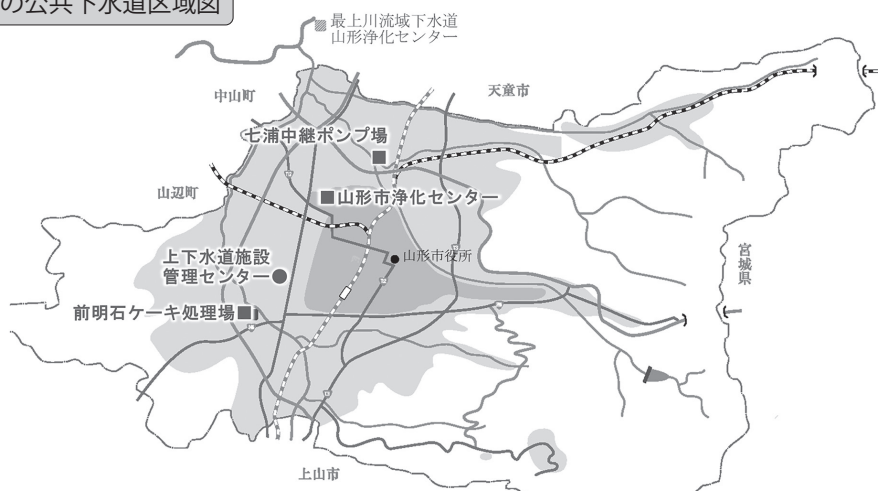 の公共下水道区域図
最上川流域下水道
山形浄化センター
天童市
中山町
七浦中継ポンプ場
山辺町
山形市浄化センター
宮城県
山形市役所
上下水道施設
管理センター
前明石ケーキ処理場
上山市